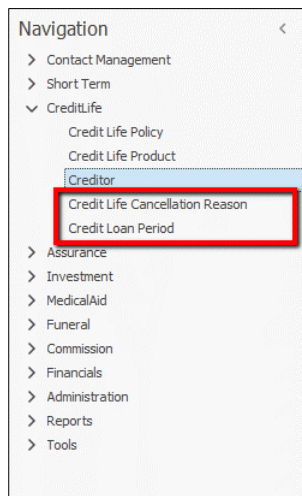 Navigation
Contact Management
Short Term
CreditLife
Credit Life Policy
Credit Life Product
Creditor
Credit Life Cancellation Reason
Credit Loan Period
Assurance
Investment
MedicalAid
Funeral
Commission
Financials
Administration
Reports
Tools